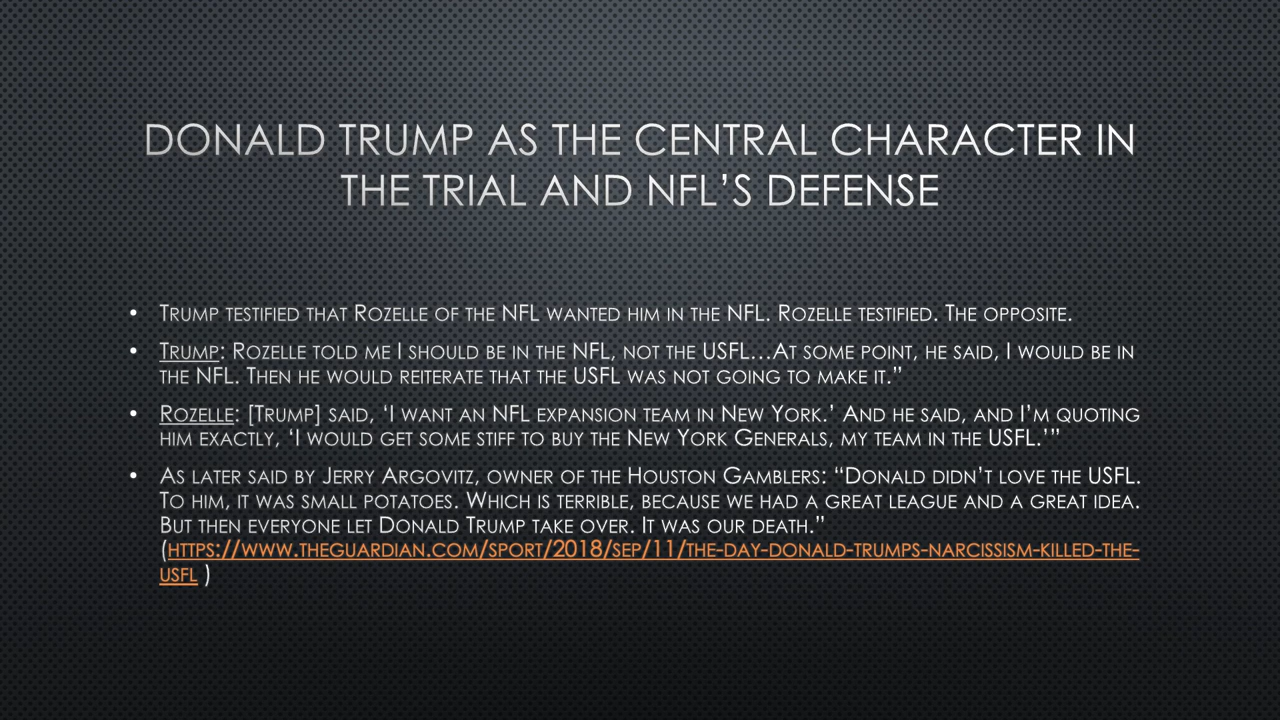 DONALD TRUMP AS THE CENTRAL CHARACTER IN
THE TRIAL AND NFL’S DEFENSE
• TRUMP TESTIFIED THAT ROZELLE OF THE NFL WANTED HIM IN THE NFL. ROZELLE TESTIFIED. THE OPPOSITE.
• TRUMP: ROZELLE TOLD ME I SHOULD BE IN THE NFL, NOT THE USFL…AT SOME POINT, HE SAID, I WOULD BE IN
THE NFL. THEN HE WOULD REITERATE THAT THE USFL WAS NOT GOING TO MAKE IT.”
• ROZELLE: [TRUMP] SAID, ‘I WANT AN NFL EXPANSION TEAM IN NEW YORK.’ AND HE SAID, AND I’M QUOTING
HIM EXACTLY, ‘I WOULD GET SOME STIFF TO BUY THE NEW YORK GENERALS, MY TEAM IN THE USFL.’”
• AS LATER SAID BY JERRY ARGOVITZ, OWNER OF THE HOUSTON GAMBLERS: “DONALD DIDN’T LOVE THE USFL.
TO HIM, IT WAS SMALL POTATOES. WHICH IS TERRIBLE, BECAUSE WE HAD A GREAT LEAGUE AND A GREAT IDEA.
BUT THEN EVERYONE LET DONALD TRUMP TAKE OVER. IT WAS OUR DEATH.”
(HTTPS://WWW.THEGUARDIAN.COM/SPORT/2018/SEP/11/THE-DAY-DONALD-TRUMPS-NARCISSISM-KILLED-THE-
USFL )